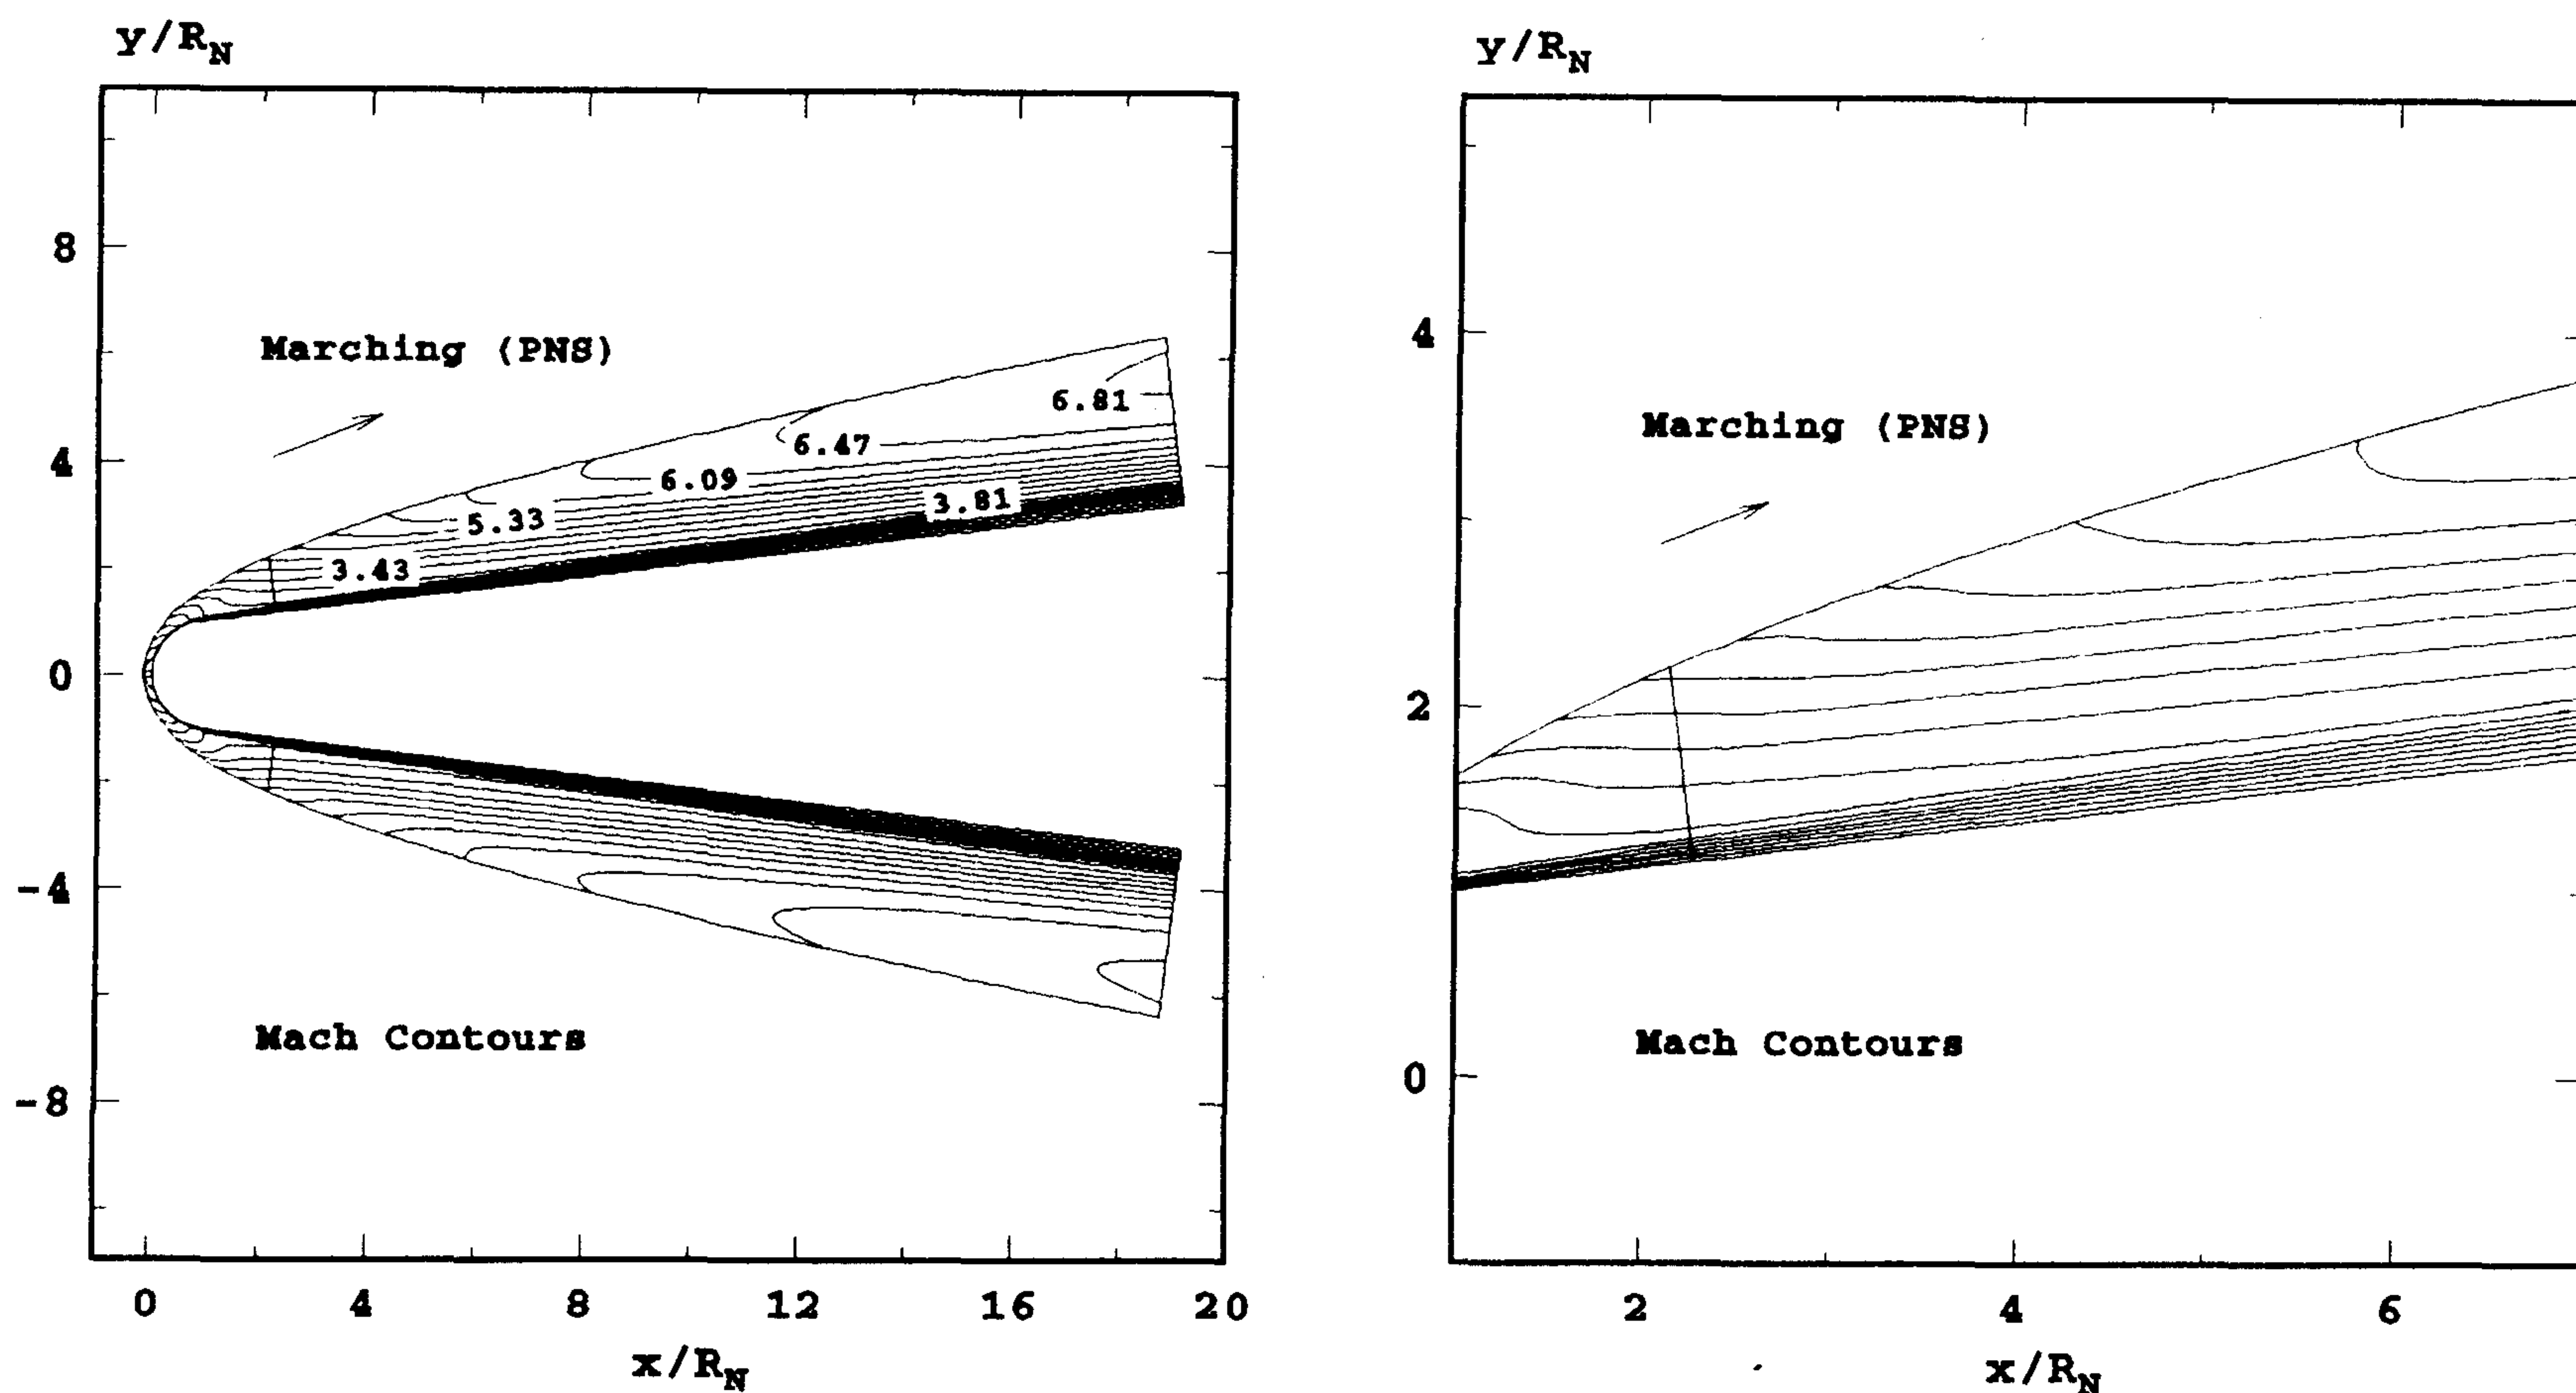 y/R_N
8
4
0
-4
-8
Marching (PNS)
6.81
6.47
6.09
3.81
5.33
3.43
Mach Contours
0 4 8 12 16 20
x/R_N
y/R_N
4
2
0
Marching (PNS)
Mach Contours
2 4 6
x/R_N